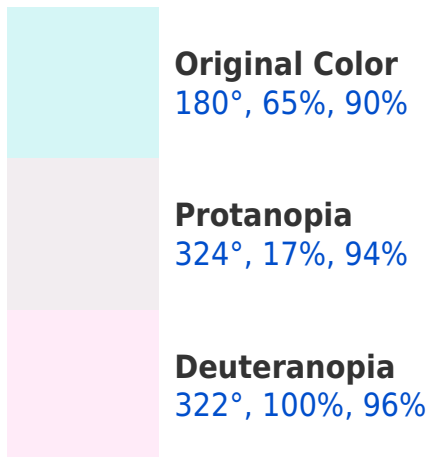 Original Color
180°, 65%, 90%
Protanopia
324°, 17%, 94%
Deuteranopia
322°, 100%, 96%